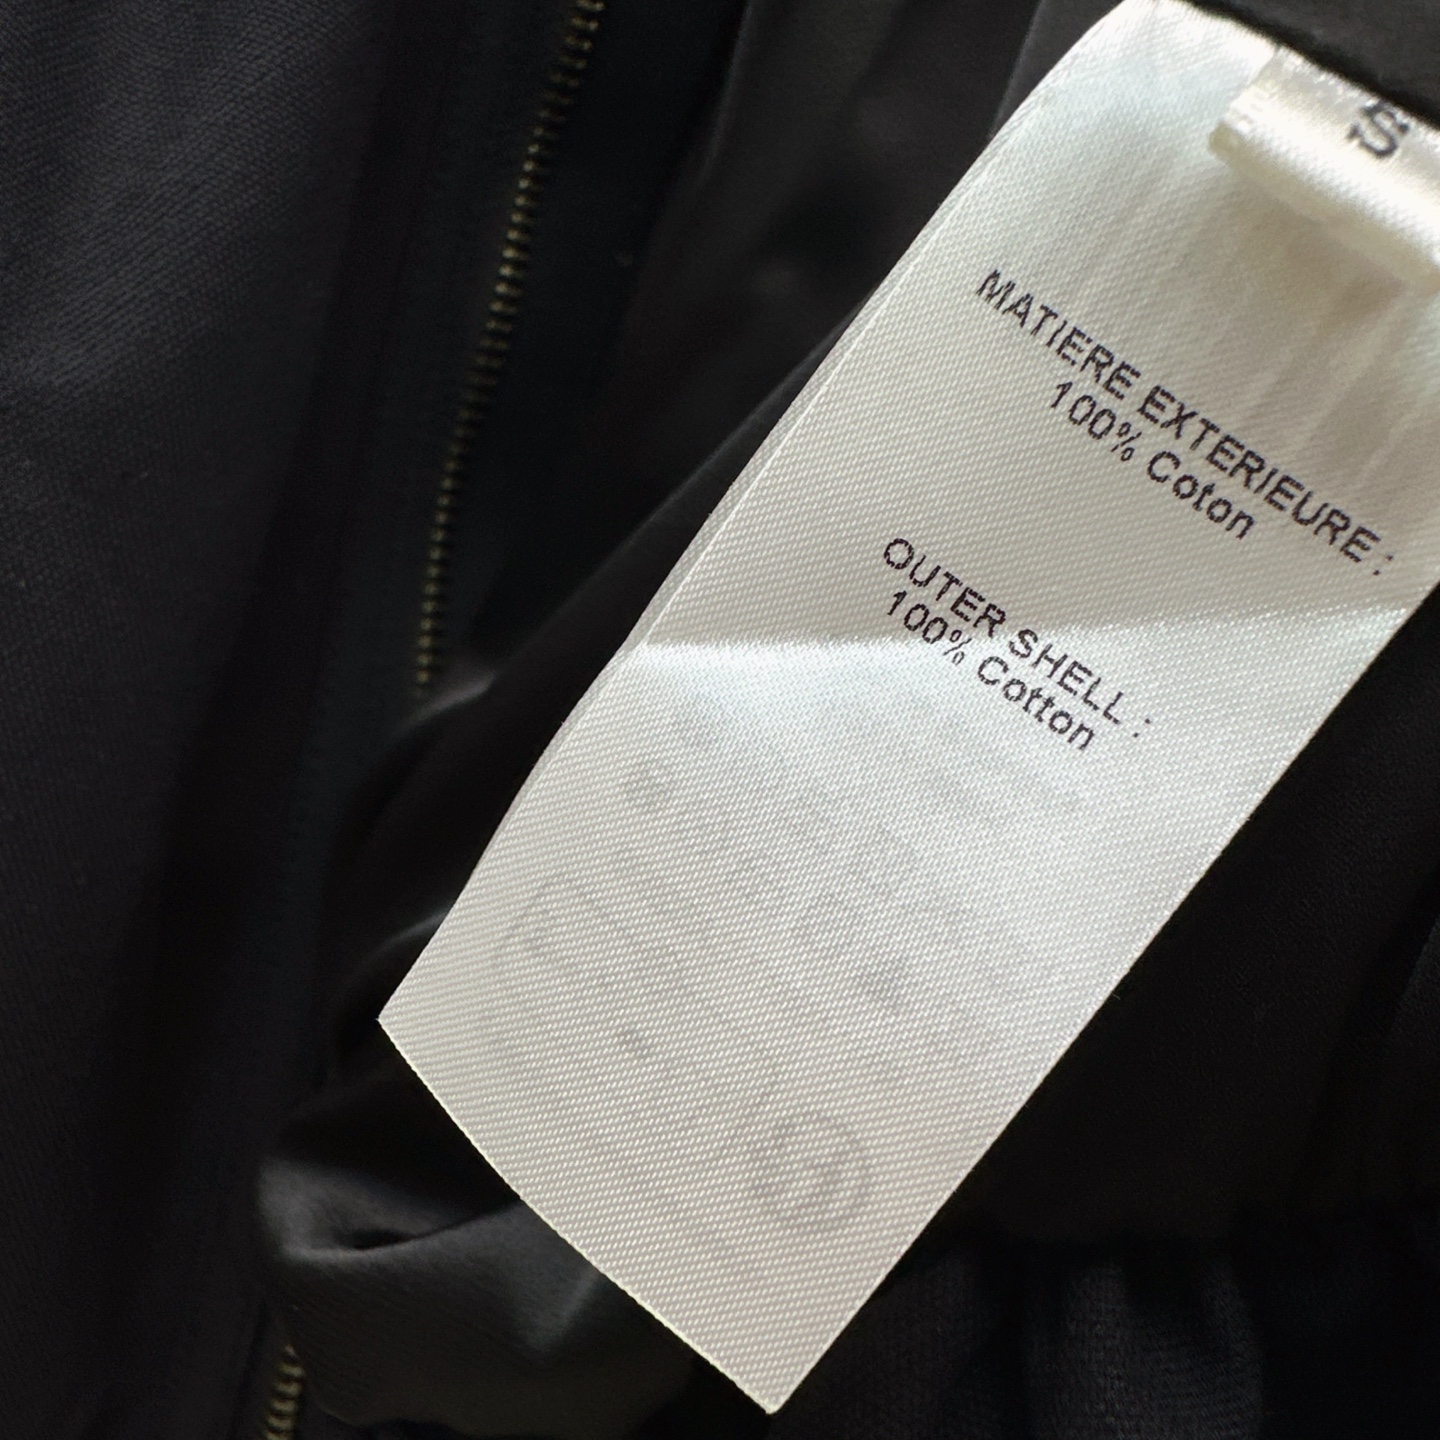 S
MATIERE EXTERIEURE :
100% Coton
OUTER SHELL :
100% Cotton